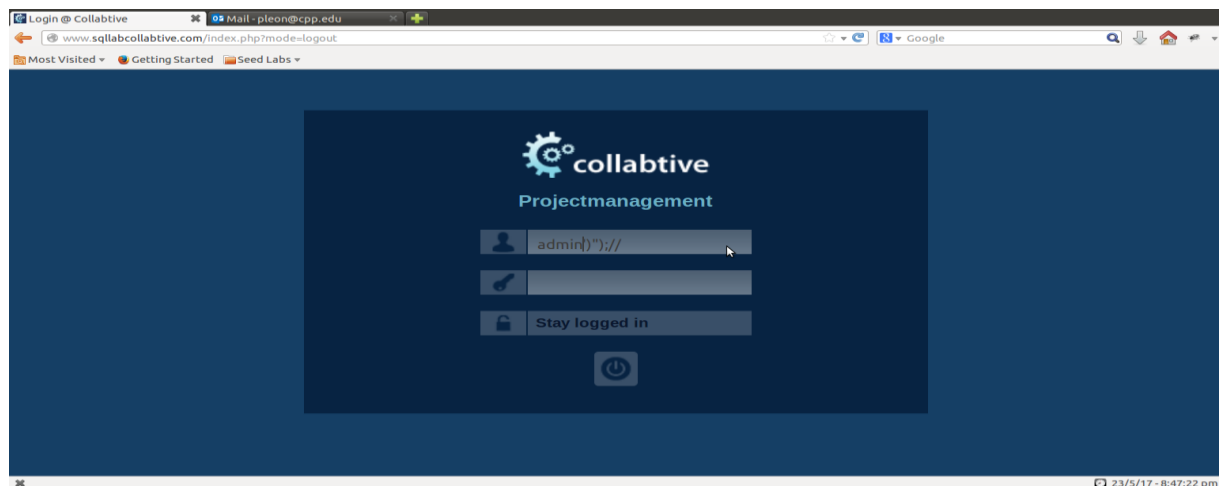 Login @ Collabtive
Mail - pleon@cpp.edu
www.sqllabcollabtive.com/index.php?mode=logout
Google
Most Visited
Getting Started
Seed Labs
collabtive
Projectmanagement
admin)");//
Stay logged in
23/5/17 - 8:47:22 pm